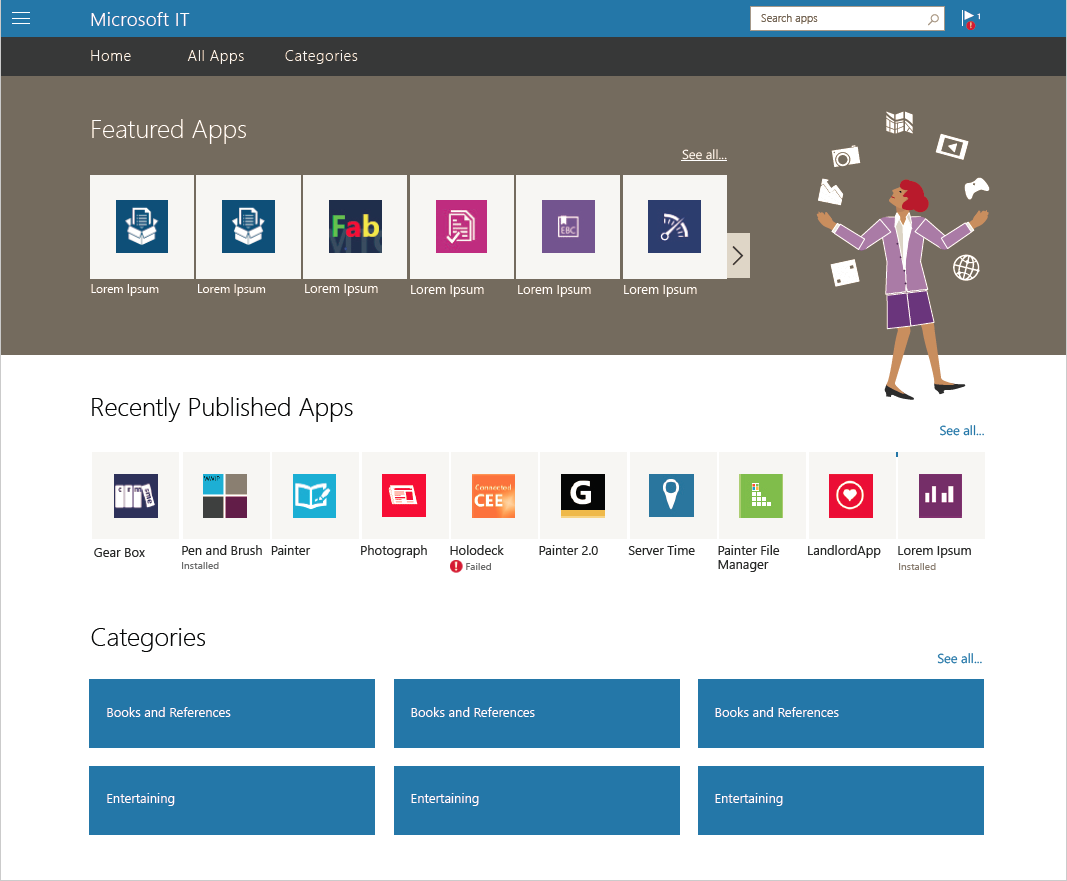 Microsoft IT
Search apps
1
Home All Apps Categories
Featured Apps
See all...
Fab
EBC
Lorem Ipsum Lorem Ipsum Lorem Ipsum Lorem Ipsum Lorem Ipsum Lorem Ipsum
Recently Published Apps
See all...
Connected
CEE
G
Gear Box Pen and Brush Painter Photograph Holodeck Painter 2.0 Server Time Painter File LandlordApp Lorem Ipsum
Manager
Installed Failed Installed
Categories
See all...
Books and References Books and References Books and References
Entertaining Entertaining Entertaining